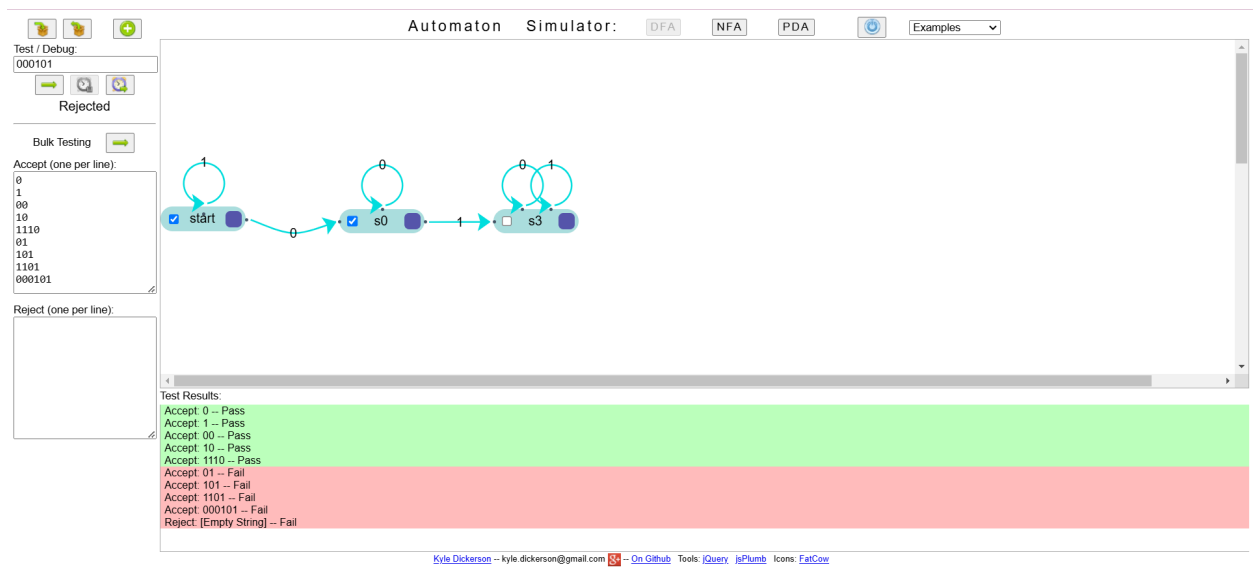 Automaton Simulator: DFA NFA PDA Examples
Test / Debug:
000101
Rejected
Bulk Testing
Accept (one per line):
0
1
00
10
1110
01
101
1101
000101
Reject (one per line):
1
0
0
1
start
0
s0
1
s3
Test Results:
Accept: 0 -- Pass
Accept: 1 -- Pass
Accept: 00 -- Pass
Accept: 10 -- Pass
Accept: 1110 -- Pass
Accept: 01 -- Fail
Accept: 101 -- Fail
Accept: 1101 -- Fail
Accept: 000101 -- Fail
Reject: [Empty String] -- Fail
Kyle Dickerson -- kyle.dickerson@gmail.com g+ -- On Github Tools: jQuery jsPlumb Icons: FatCow